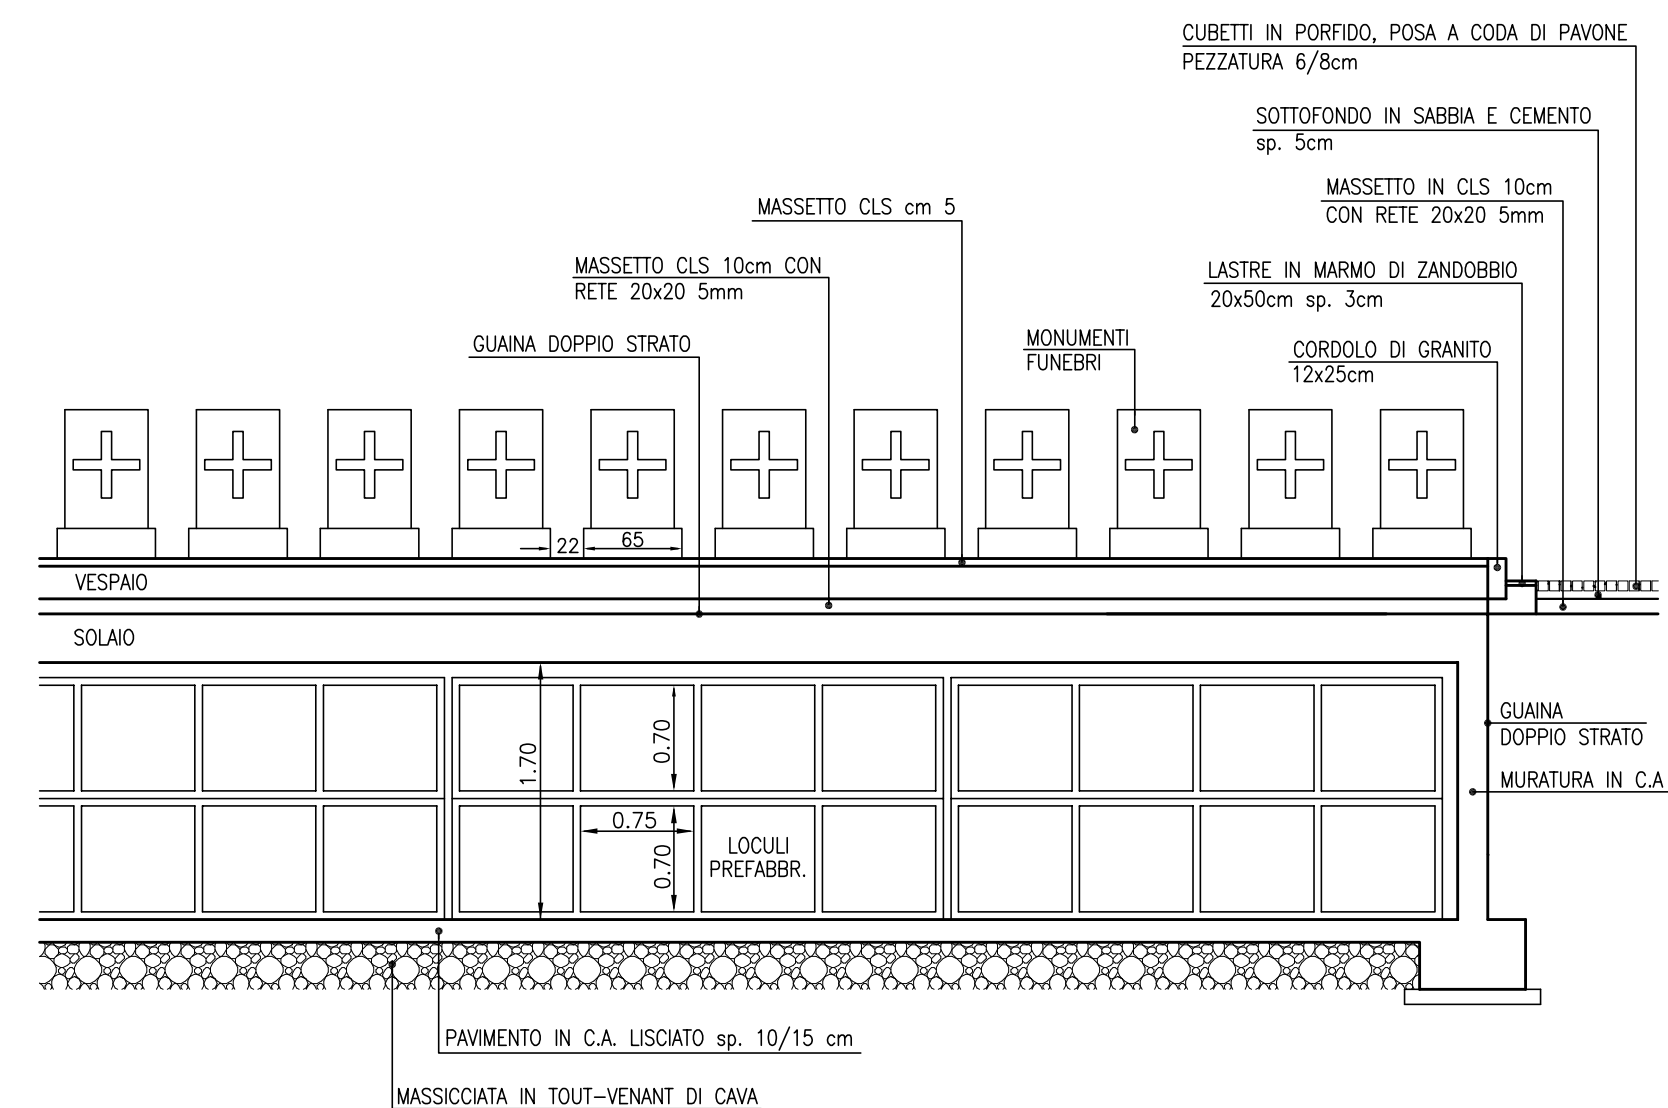 CUBETTI IN PORFIDO, POSA A CODA DI PAVONE
PEZZATURA 6/8cm
SOTTOFONDO IN SABBIA E CEMENTO
sp. 5cm
MASSETTO IN CLS 10cm
CON RETE 20x20 5mm
MASSETTO CLS cm 5
MASSETTO CLS 10cm CON
RETE 20x20 5mm
LASTRE IN MARMO DI ZANDOBBIO
20x50cm sp. 3cm
GUAINA DOPPIO STRATO
MONUMENTI
FUNEBRI
CORDOLO DI GRANITO
12x25cm
22
65
VESPAIO
SOLAIO
1.70
0.70
0.75
0.70
LOCULI
PREFABBR.
GUAINA
DOPPIO STRATO
MURATURA IN C.A
PAVIMENTO IN C.A. LISCIATO sp. 10/15 cm
MASSICCIATA IN TOUT-VENANT DI CAVA